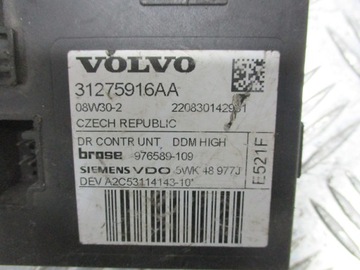 VOLVO
31275916AA
08W30-2 220830142961
CZECH REPUBLIC
DR CONTR UNT DDM HIGH
brose 976589-109
SIEMENS VDO 5WK 48 977J
DEV A2C53114143-10*
E521F